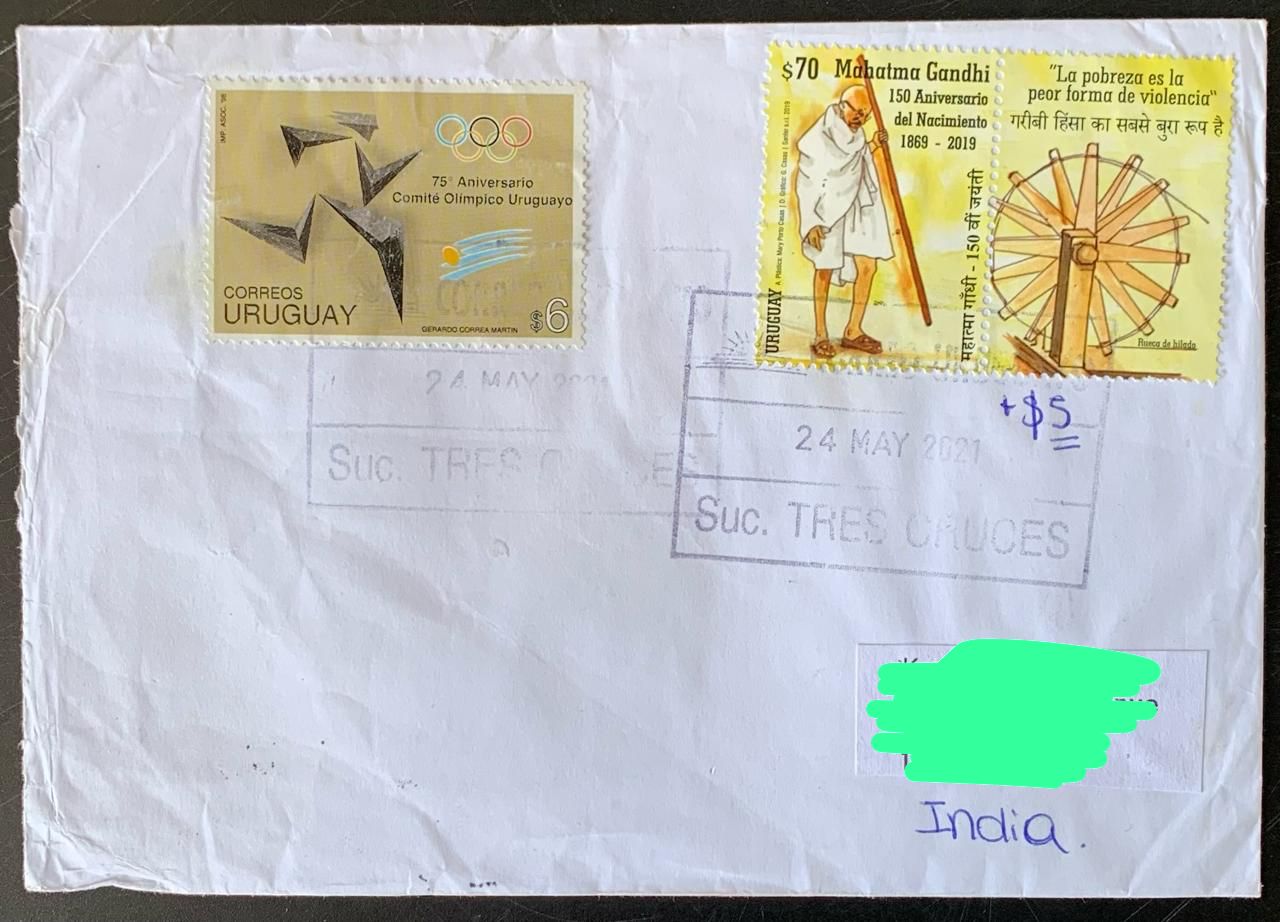 IMP. ASOC. '98
75° Aniversario
Comité Olímpico Uruguayo
CORREOS
URUGUAY
$6
GERARDO CORREA MARTIN
$70 Mahatma Gandhi
150 Aniversario
del Nacimiento
1869 - 2019
URUGUAY
महात्मा गाँधी - 150 वीं जयंती
"La pobreza es la
peor forma de violencia"
गरीबी हिंसा का सबसे बुरा रूप है
Rueca de hilado
+$5
24 MAY 2021
Suc. TRES CRUCES
24 MAY 2021
Suc. TRES CRUCES
India.